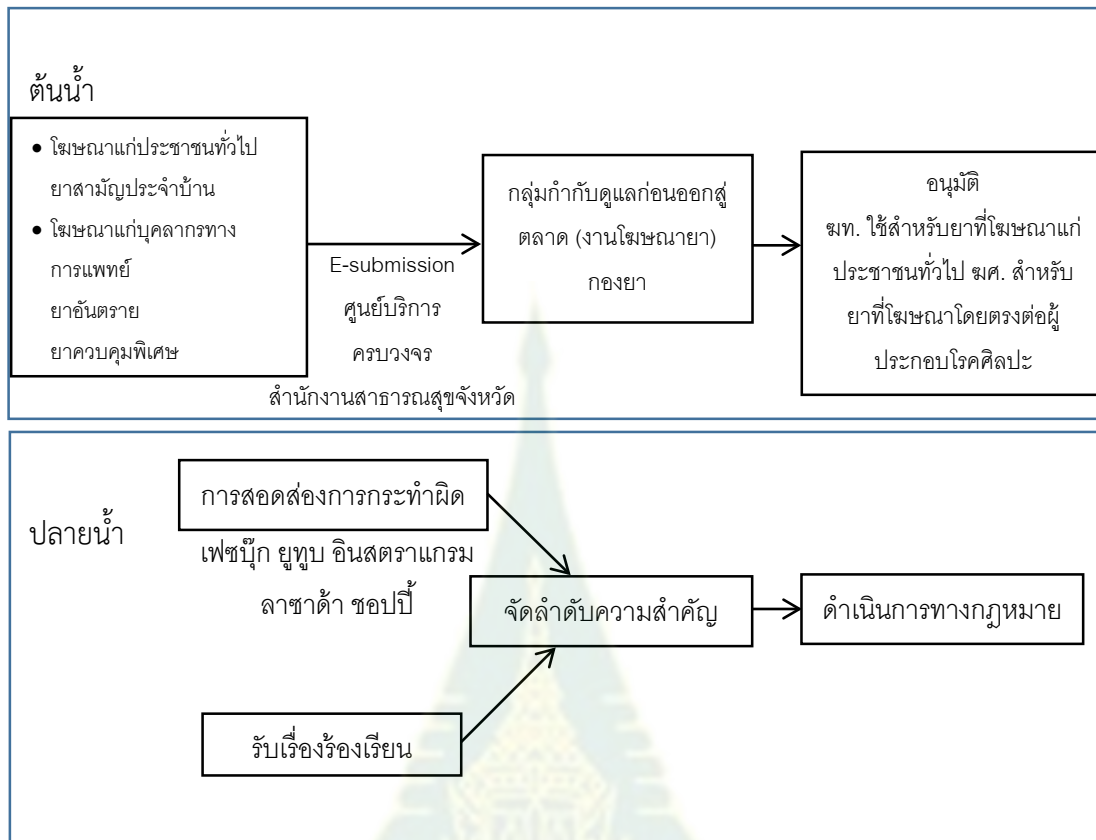 ต้นน้ำ
• โฆษณาแก่ประชาชนทั่วไป
ยาสามัญประจำบ้าน
• โฆษณาแก่บุคลากรทาง
การแพทย์
ยาอันตราย
ยาควบคุมพิเศษ
E-submission
ศูนย์บริการ
ครบวงจร
สำนักงานสาธารณสุขจังหวัด
กลุ่มกำกับดูแลก่อนออกสู่
ตลาด (งานโฆษณายา)
กองยา
อนุมัติ
ฆท. ใช้สำหรับยาที่โฆษณาแก่
ประชาชนทั่วไป ฆศ. สำหรับ
ยาที่โฆษณาโดยตรงต่อผู้
ประกอบโรคศิลปะ
ปลายน้ำ
การสอดส่องการกระทำผิด
เฟซบุ๊ก ยูทูบ อินสตราแกรม
ลาซาด้า ชอปปี้
รับเรื่องร้องเรียน
จัดลำดับความสำคัญ
ดำเนินการทางกฎหมาย